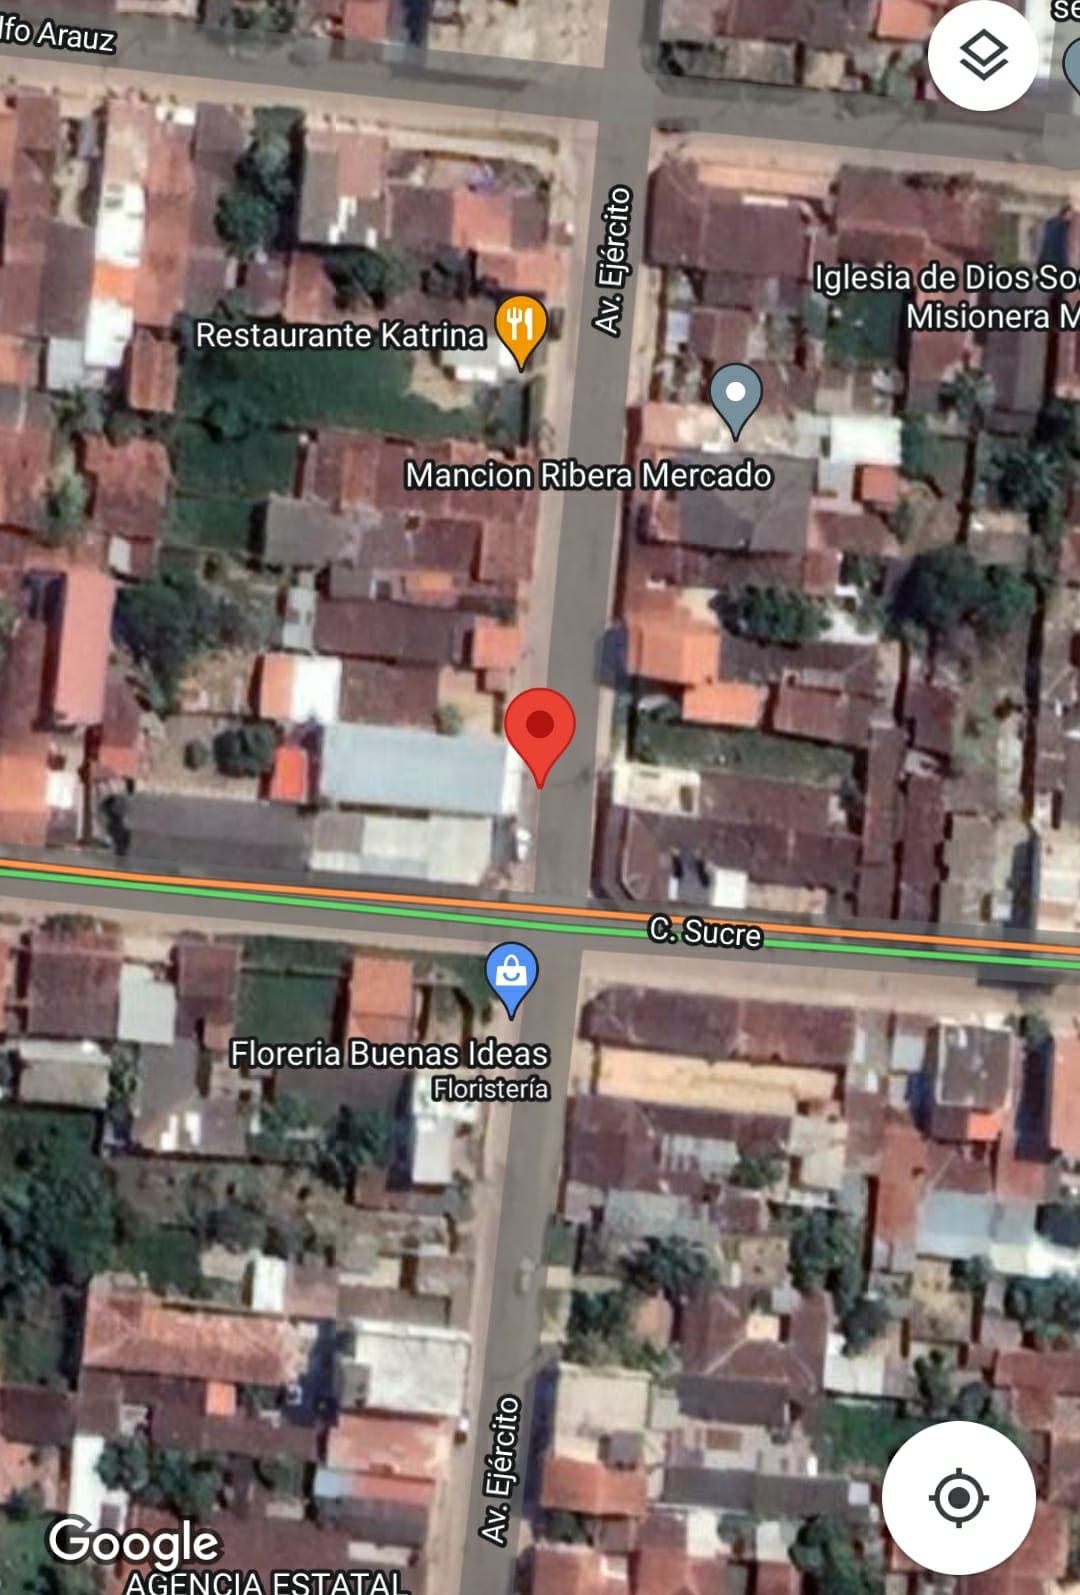 lfo Arauz
se
Av. Ejército
Iglesia de Dios So
Misionera M
Restaurante Katrina
Mancion Ribera Mercado
C. Sucre
Floreria Buenas Ideas
Floristería
Av. Ejército
Google
AGENCIA ESTATAL